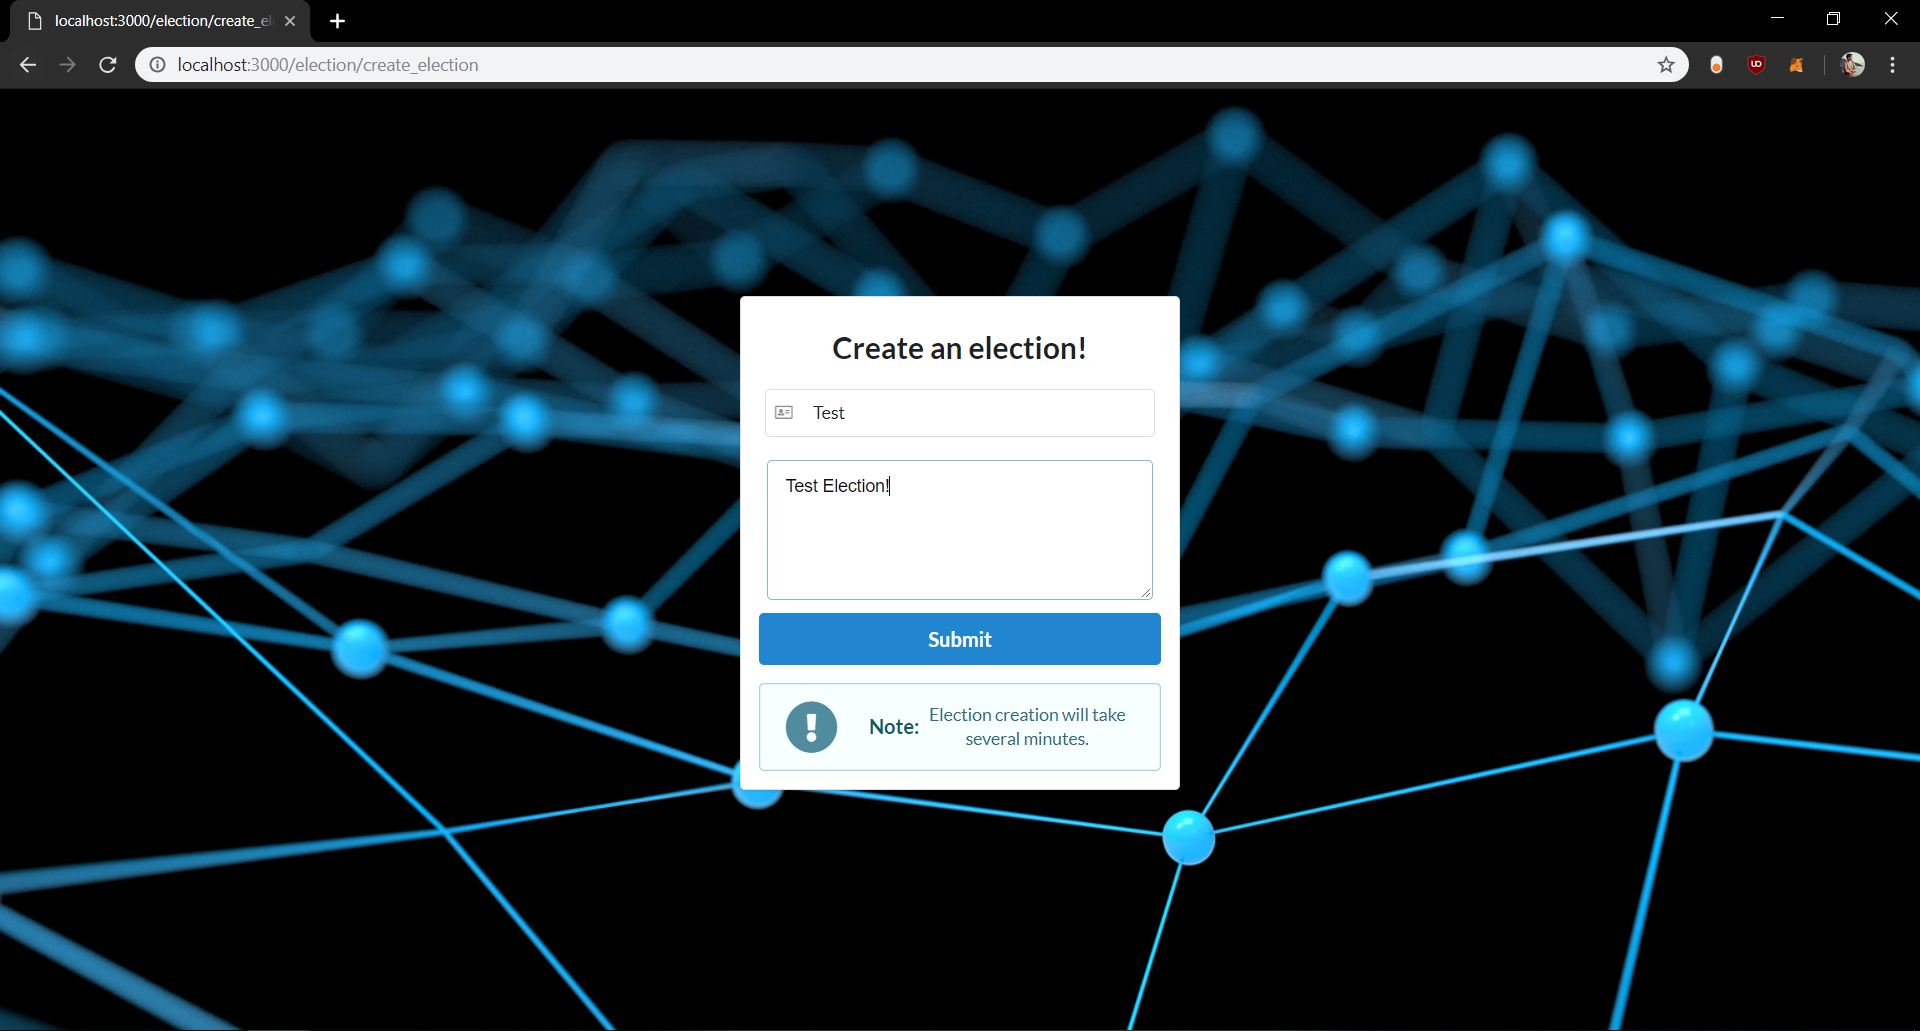 localhost:3000/election/create_el
localhost:3000/election/create_election
Create an election!
Test
Test Election!
Submit
Note: Election creation will take
several minutes.